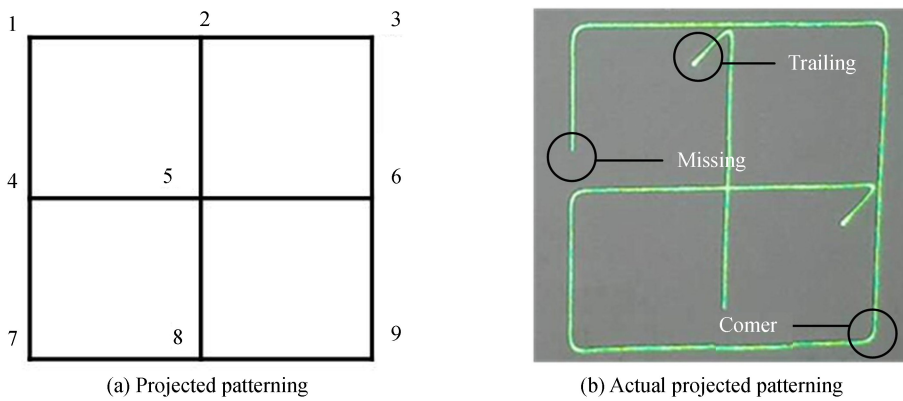 1 2 3
4 5 6
7 8 9
Trailing
Missing
Comer
(a) Projected patterning
(b) Actual projected patterning